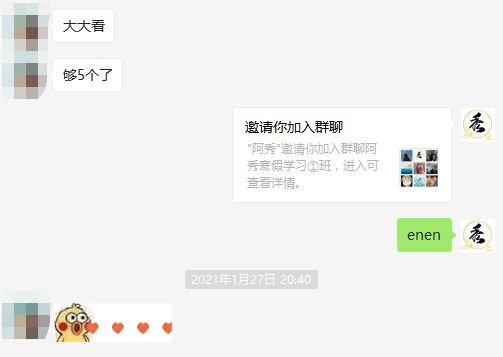 大大看
够5个了
邀请你加入群聊
"阿秀"邀请你加入群聊阿
秀寒假学习①班，进入可
查看详情。
秀
enen
秀
2021年1月27日 20:40